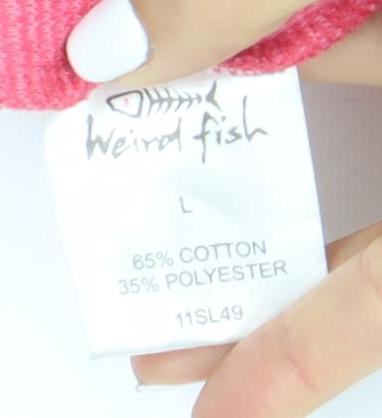 Weird fish
L
65% COTTON
35% POLYESTER
11SL49